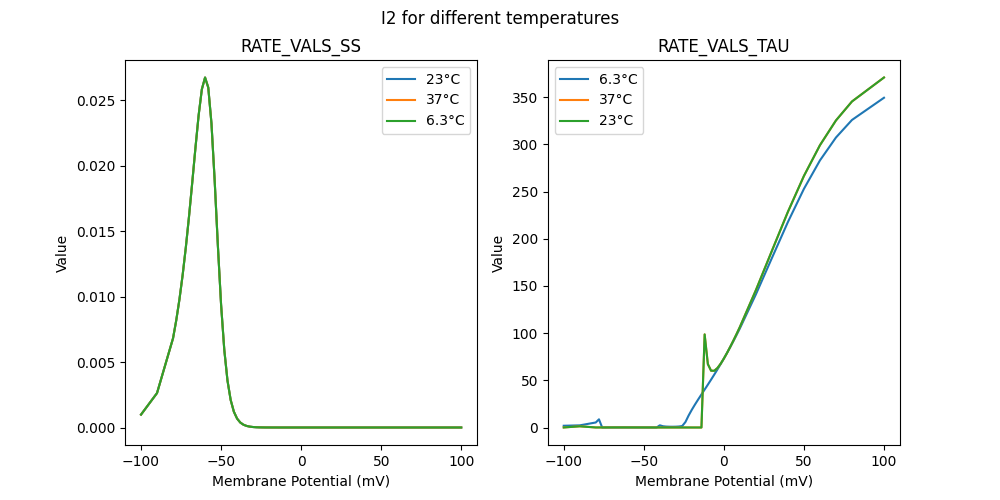 I2 for different temperatures
RATE_VALS_SS
RATE_VALS_TAU
23°C
37°C
6.3°C
6.3°C
37°C
23°C
0.025
0.020
0.015
0.010
0.005
0.000
Value
350
300
250
200
150
100
50
0
Value
−100
−50
0
50
100
−100
−50
0
50
100
Membrane Potential (mV)
Membrane Potential (mV)